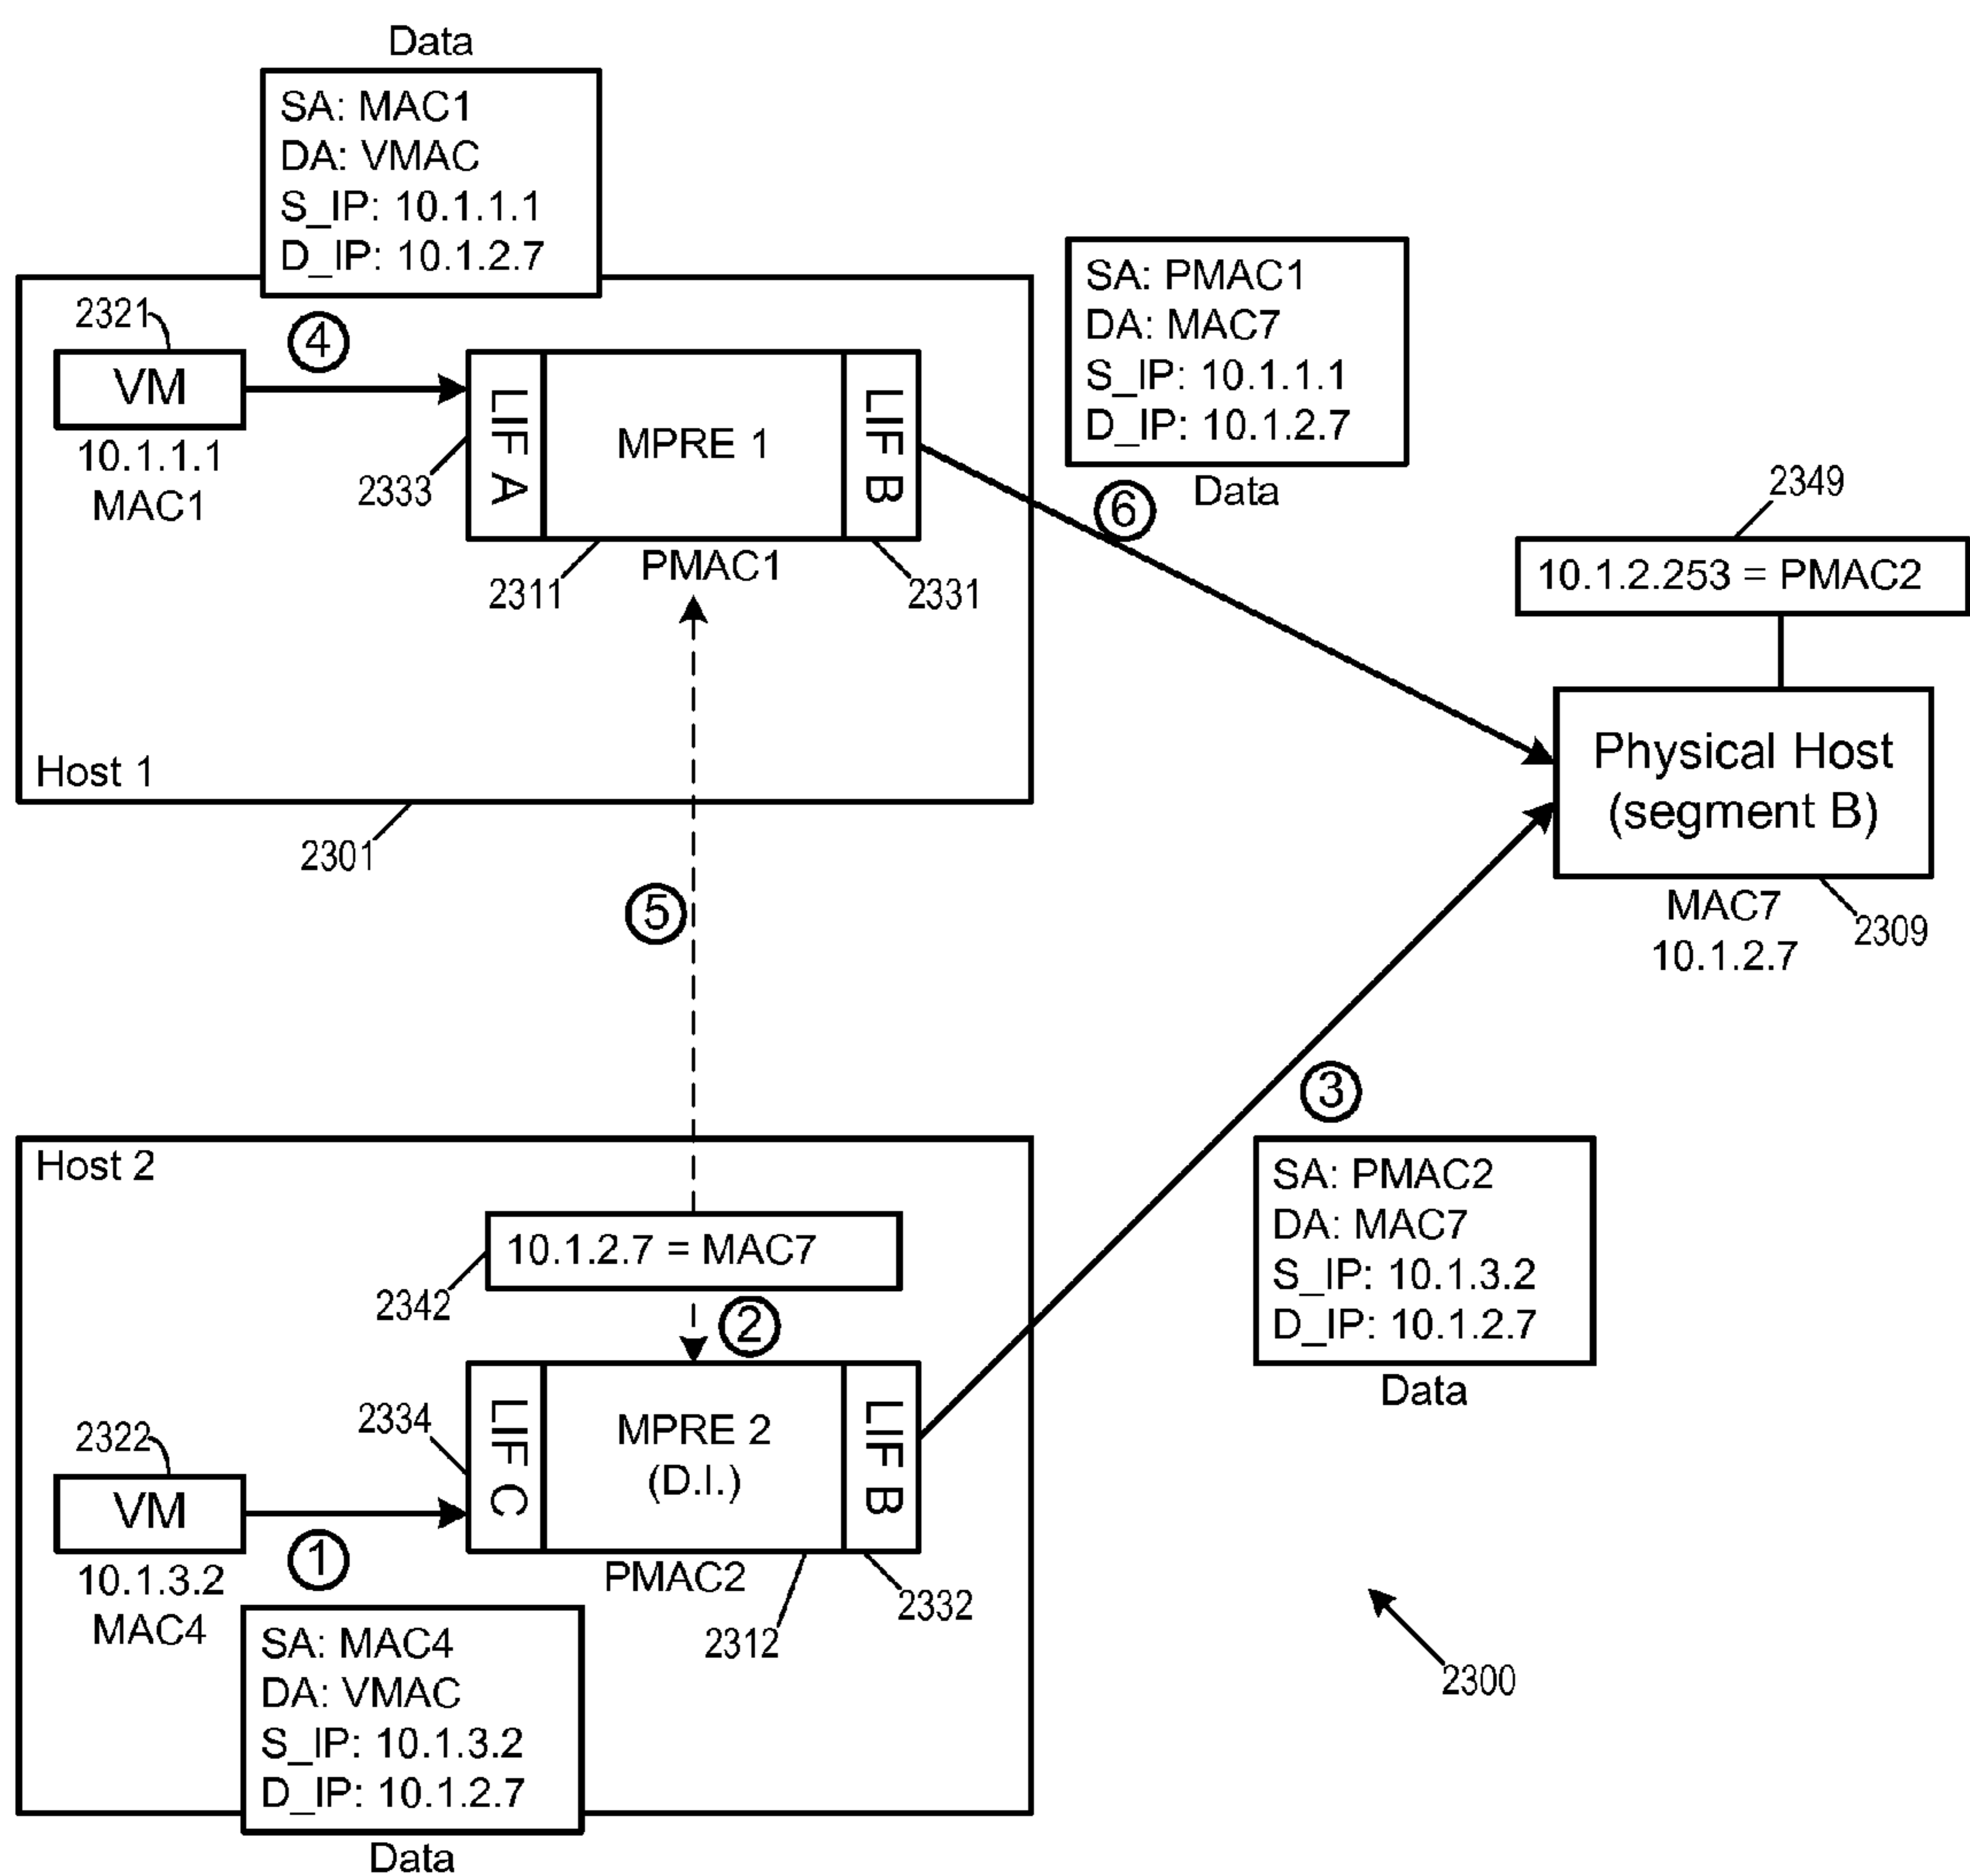 Data
SA: MAC1
DA: VMAC
S_IP: 10.1.1.1
D_IP: 10.1.2.7
2321
4
VM
10.1.1.1
MAC1
LIF A
2333
MPRE 1
LIF B
PMAC1
2311
2331
Host 1
2301
SA: PMAC1
DA: MAC7
S_IP: 10.1.1.1
D_IP: 10.1.2.7
Data
6
2349
10.1.2.253 = PMAC2
Physical Host
(segment B)
MAC7
10.1.2.7
2309
5
3
SA: PMAC2
DA: MAC7
S_IP: 10.1.3.2
D_IP: 10.1.2.7
Data
Host 2
10.1.2.7 = MAC7
2342
2
2322
VM
10.1.3.2
MAC4
1
2334
LIF C
MPRE 2
(D.I.)
LIF B
PMAC2
2312
2332
SA: MAC4
DA: VMAC
S_IP: 10.1.3.2
D_IP: 10.1.2.7
Data
2300